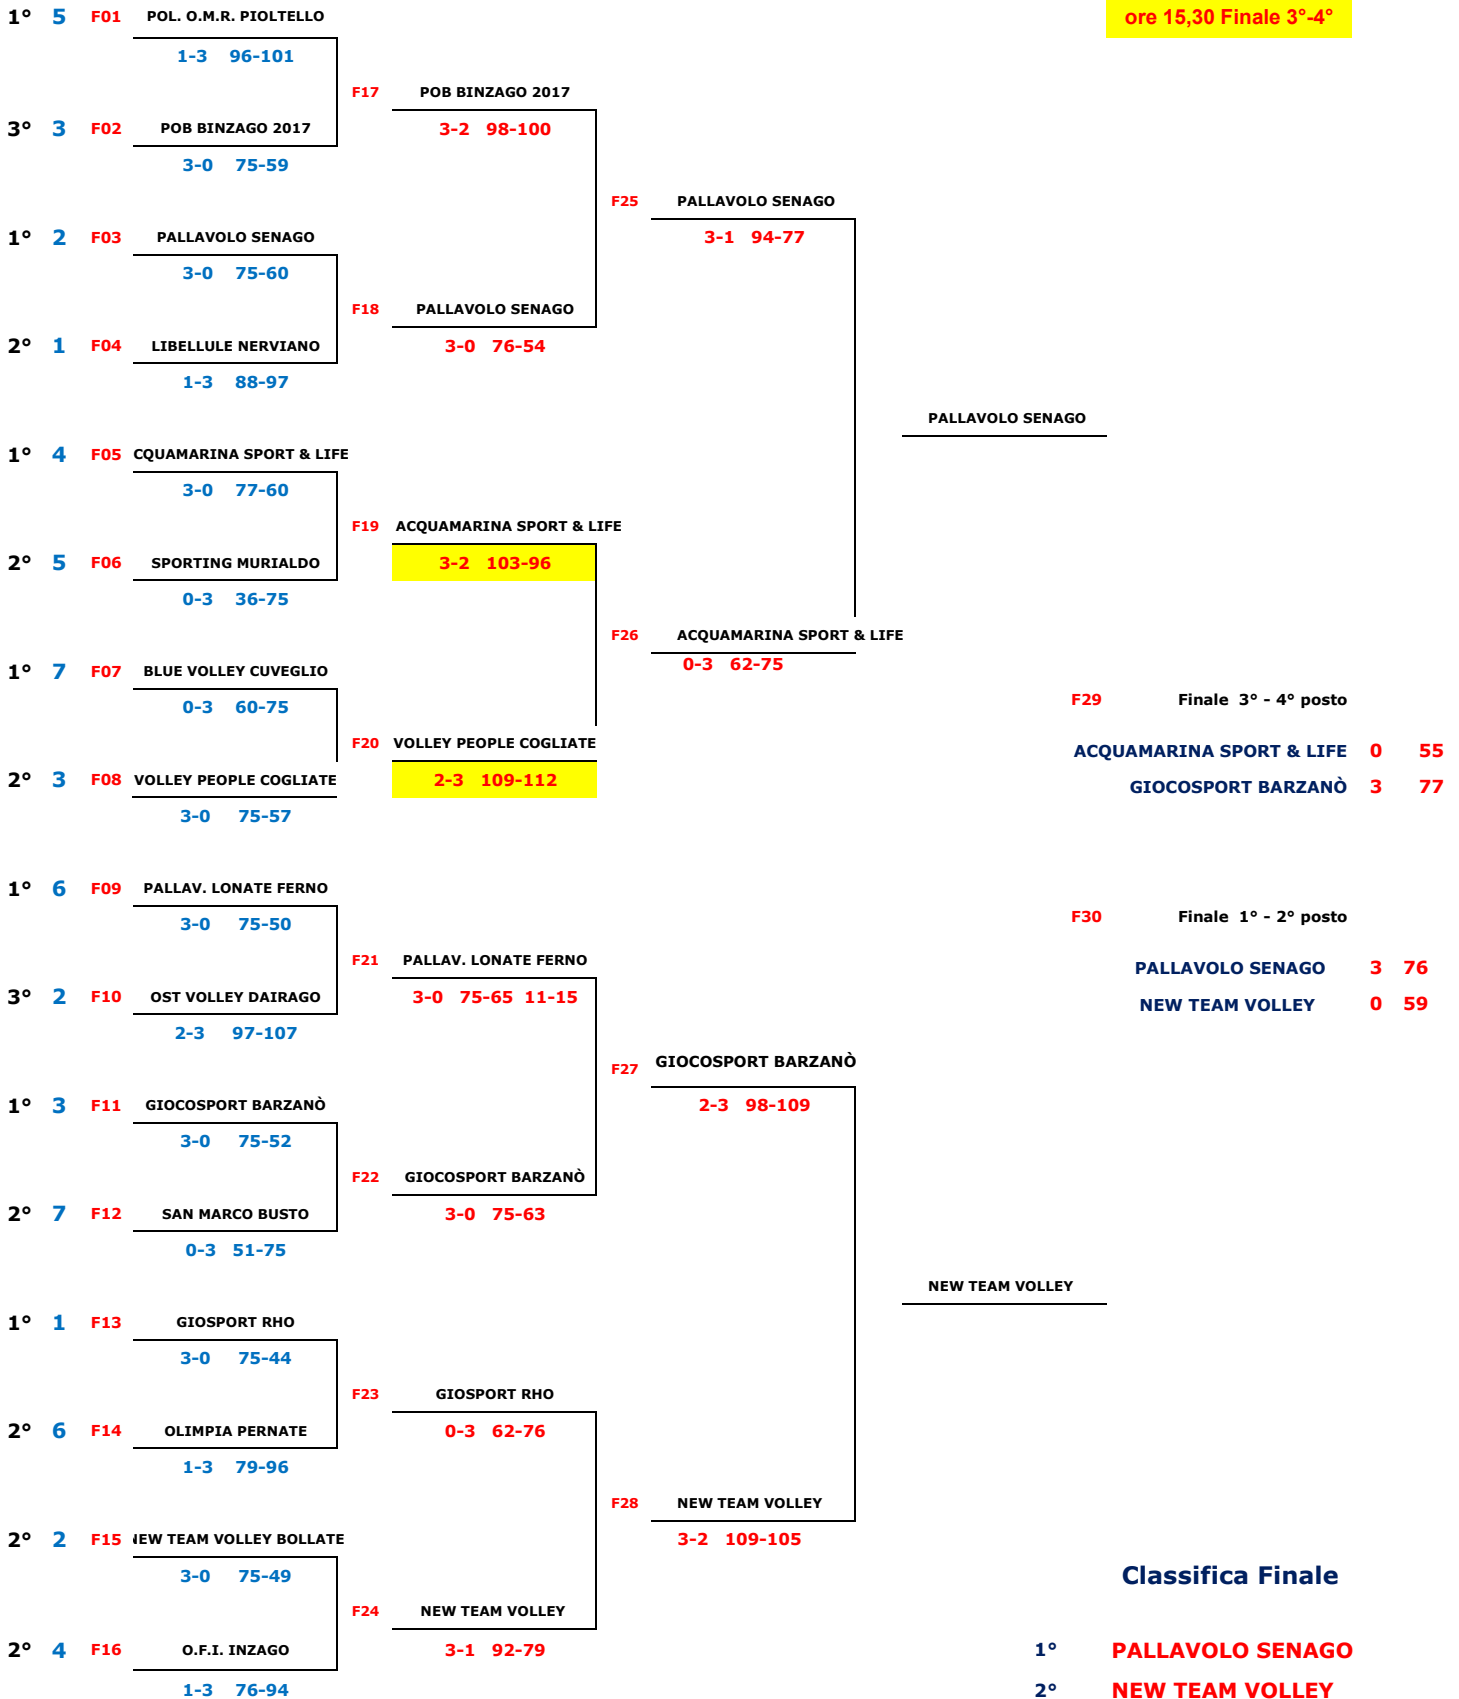 1° 5 F01 POL. O.M.R. PIOLTELLO ore 15,30 Finale 3°-4°
1-3 96-101
F17 POB BINZAGO 2017
3° 3 F02 POB BINZAGO 2017 3-2 98-100
3-0 75-59
F25 PALLAVOLO SENAGO
1° 2 F03 PALLAVOLO SENAGO 3-1 94-77
3-0 75-60
F18 PALLAVOLO SENAGO
2° 1 F04 LIBELLULE NERVIANO 3-0 76-54
1-3 88-97
PALLAVOLO SENAGO
1° 4 F05 CQUAMARINA SPORT & LIFE
3-0 77-60
F19 ACQUAMARINA SPORT & LIFE
2° 5 F06 SPORTING MURIALDO 3-2 103-96
0-3 36-75
F26 ACQUAMARINA SPORT & LIFE
1° 7 F07 BLUE VOLLEY CUVEGLIO 0-3 62-75
0-3 60-75 F29 Finale 3° - 4° posto
F20 VOLLEY PEOPLE COGLIATE ACQUAMARINA SPORT & LIFE 0 55
2° 3 F08 VOLLEY PEOPLE COGLIATE 2-3 109-112 GIOCOSPORT BARZANÒ 3 77
3-0 75-57
1° 6 F09 PALLAV. LONATE FERNO
3-0 75-50 F30 Finale 1° - 2° posto
F21 PALLAV. LONATE FERNO PALLAVOLO SENAGO 3 76
3° 2 F10 OST VOLLEY DAIRAGO 3-0 75-65 11-15 NEW TEAM VOLLEY 0 59
2-3 97-107
F27 GIOCOSPORT BARZANÒ
1° 3 F11 GIOCOSPORT BARZANÒ 2-3 98-109
3-0 75-52
F22 GIOCOSPORT BARZANÒ
2° 7 F12 SAN MARCO BUSTO 3-0 75-63
0-3 51-75
NEW TEAM VOLLEY
1° 1 F13 GIOSPORT RHO
3-0 75-44
F23 GIOSPORT RHO
2° 6 F14 OLIMPIA PERNATE 0-3 62-76
1-3 79-96
F28 NEW TEAM VOLLEY
2° 2 F15 NEW TEAM VOLLEY BOLLATE 3-2 109-105
3-0 75-49 Classifica Finale
F24 NEW TEAM VOLLEY
2° 4 F16 O.F.I. INZAGO 3-1 92-79 1° PALLAVOLO SENAGO
1-3 76-94 2° NEW TEAM VOLLEY